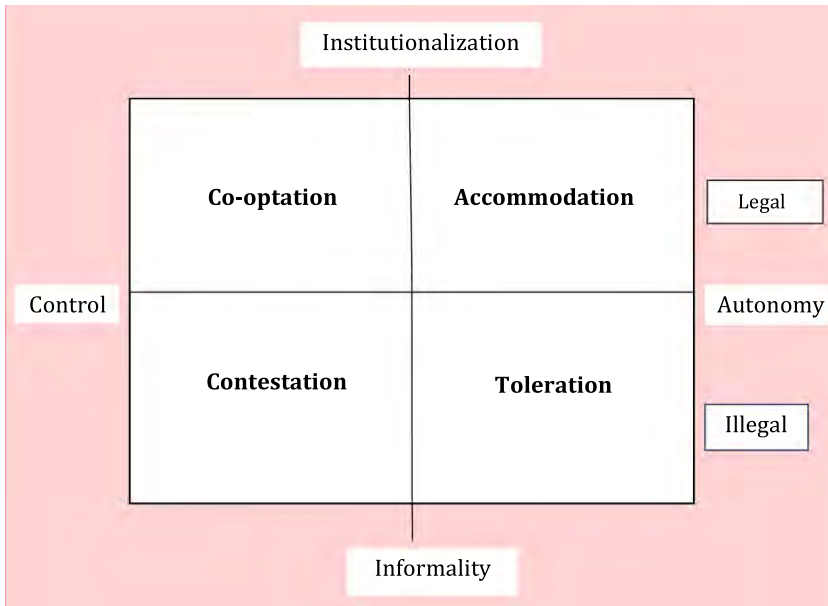 Institutionalization
Co-optation
Accommodation
Legal
Control
Autonomy
Contestation
Toleration
Illegal
Informality